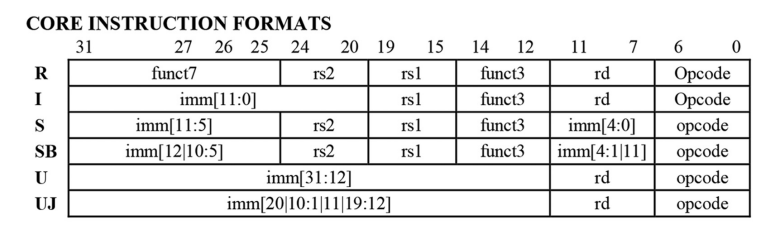 CORE INSTRUCTION FORMATS
31 27 26 25 24 20 19 15 14 12 11 7 6 0
R funct7 rs2 rs1 funct3 rd Opcode
I imm[11:0] rs1 funct3 rd Opcode
S imm[11:5] rs2 rs1 funct3 imm[4:0] opcode
SB imm[12|10:5] rs2 rs1 funct3 imm[4:1|11] opcode
U imm[31:12] rd opcode
UJ imm[20|10:1|11|19:12] rd opcode